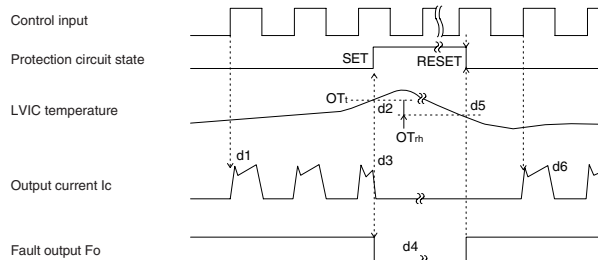 Control input
Protection circuit state
SET
RESET
LVIC temperature
OTt
d2
d5
OTrh
d1
d3
d6
Output current Ic
d4
Fault output Fo